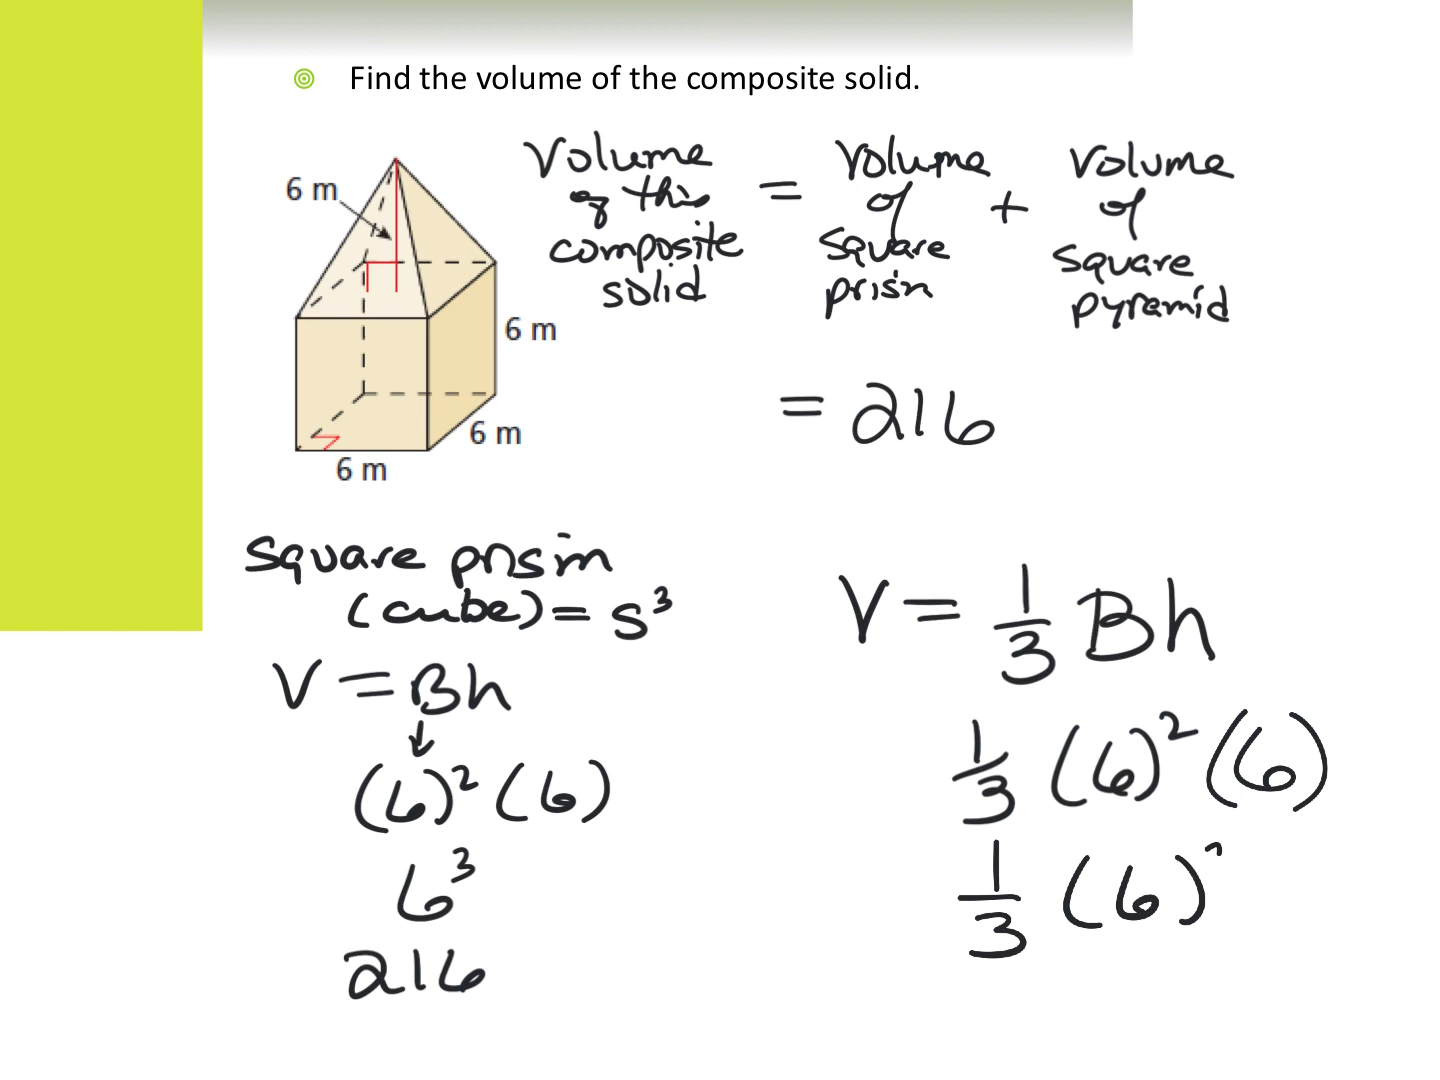 Find the volume of the composite solid.
6 m
6 m
6 m
6 m
Volume of this composite solid = Volume of square prism + Volume of square pyramid
= 216
square prism
(cube) = s³
V = Bh
↓
(6)² (6)
6³
216
V = 1/3 Bh
1/3 (6)² (6)
1/3 (6)